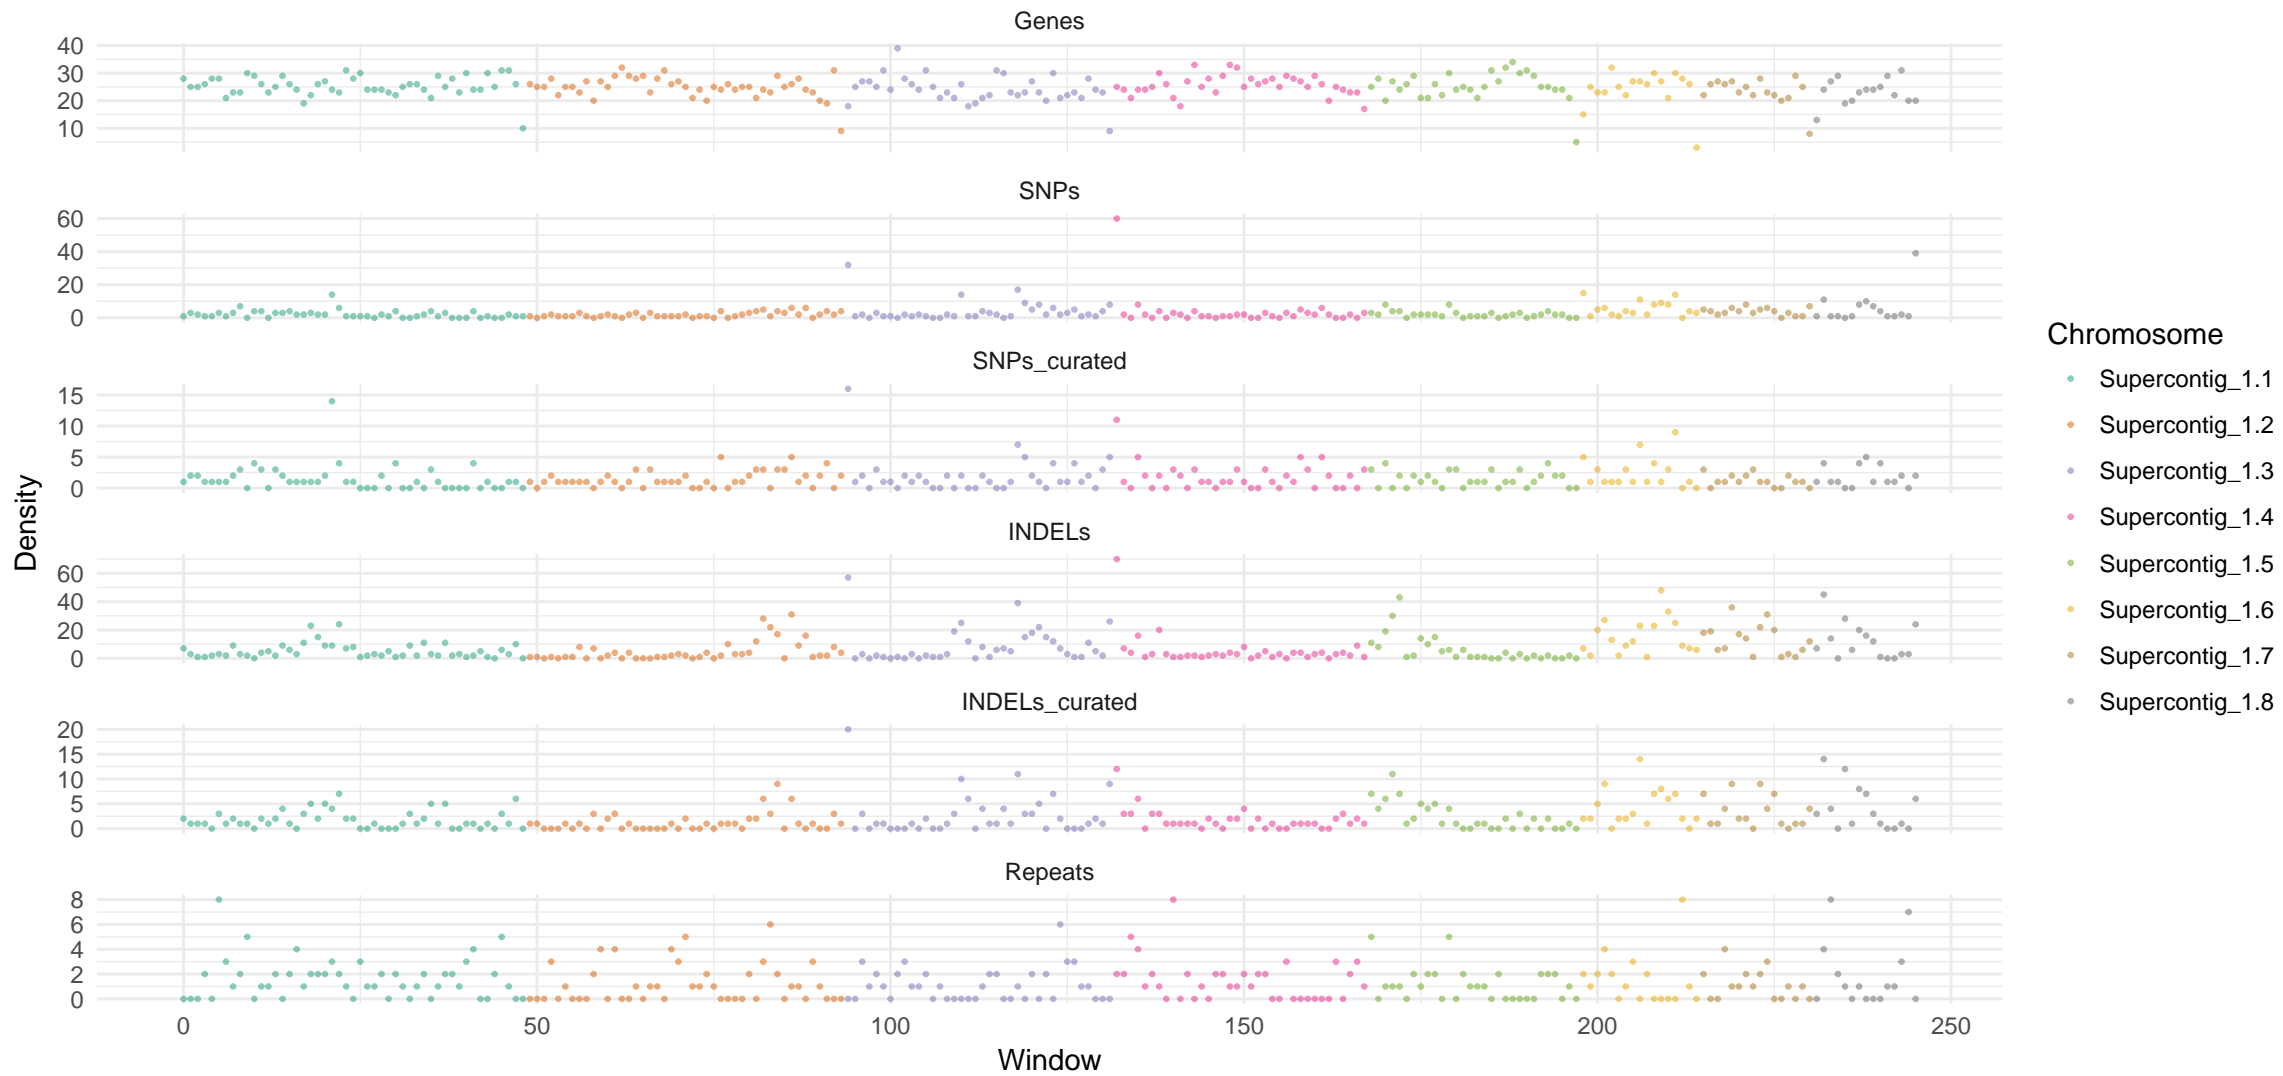 Genes
40
30
20
10
SNPs
60
40
20
0
SNPs_curated
15
10
5
0
INDELs
60
40
20
0
INDELs_curated
20
15
10
5
0
Repeats
8
6
4
2
0
0 50 100 150 200 250
Window
Density
Chromosome
Supercontig_1.1
Supercontig_1.2
Supercontig_1.3
Supercontig_1.4
Supercontig_1.5
Supercontig_1.6
Supercontig_1.7
Supercontig_1.8